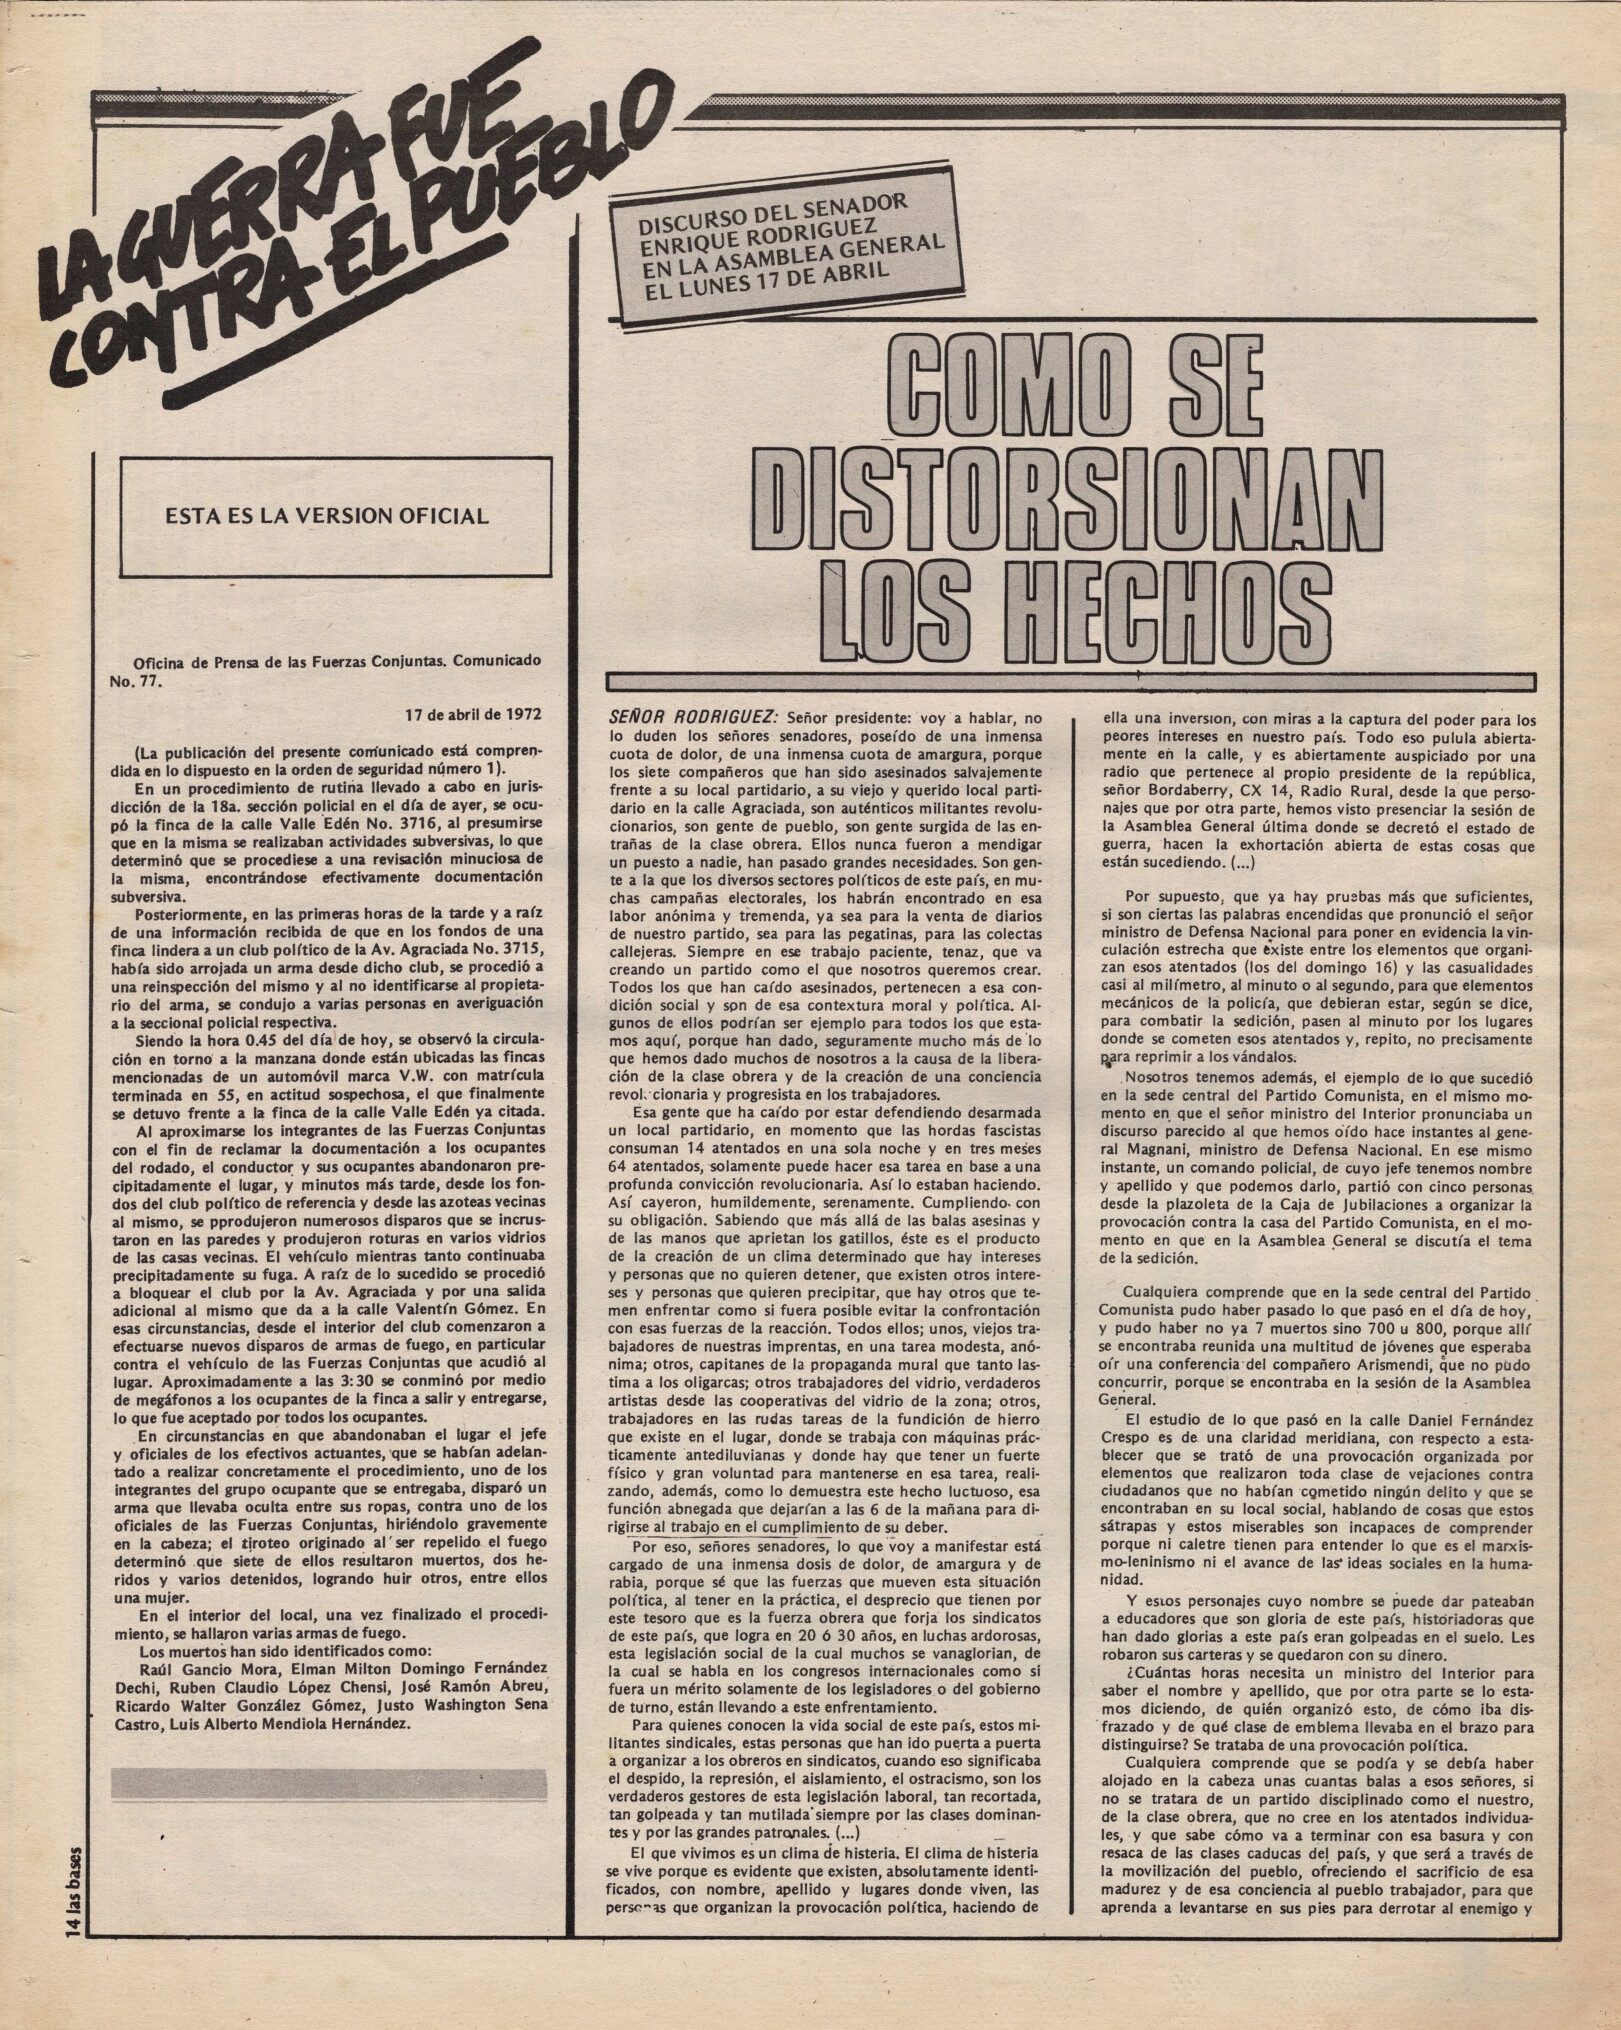 LA GUERRA FUE
CONTRA EL PUEBLO
ESTA ES LA VERSION OFICIAL
Oficina de Prensa de las Fuerzas Conjuntas. Comunicado
No. 77.
17 de abril de 1972
(La publicación del presente comunicado está compren-
dida en lo dispuesto en la orden de seguridad número 1).
En un procedimiento de rutina llevado a cabo en juris-
dicción de la 18a. sección policial en el día de ayer, se ocu-
pó la finca de la calle Valle Edén No. 3716, al presumirse
que en la misma se realizaban actividades subversivas, lo que
determinó que se procediese a una revisación minuciosa de
la misma, encontrándose efectivamente documentación
subversiva.
Posteriormente, en las primeras horas de la tarde y a raíz
de una información recibida de que en los fondos de una
finca lindera a un club político de la Av. Agraciada No. 3715,
había sido arrojada un arma desde dicho club, se procedió a
una reinspección del mismo y al no identificarse al propieta-
rio del arma, se condujo a varias personas en averiguación
a la seccional policial respectiva.
Siendo la hora 0.45 del día de hoy, se observó la circula-
ción en torno a la manzana donde están ubicadas las fincas
mencionadas de un automóvil marca V.W. con matrícula
terminada en 55, en actitud sospechosa, el que finalmente
se detuvo frente a la finca de la calle Valle Edén ya citada.
Al aproximarse los integrantes de las Fuerzas Conjuntas
con el fin de reclamar la documentación a los ocupantes
del rodado, el conductor y sus ocupantes abandonaron pre-
cipitadamente el lugar, y minutos más tarde, desde los fon-
dos del club político de referencia y desde las azoteas vecinas
al mismo, se pprodujeron numerosos disparos que se incrus-
taron en las paredes y produjeron roturas en varios vidrios
de las casas vecinas. El vehículo mientras tanto continuaba
precipitadamente su fuga. A raíz de lo sucedido se procedió
a bloquear el club por la Av. Agraciada y por una salida
adicional al mismo que da a la calle Valentín Gómez. En
esas circunstancias, desde el interior del club comenzaron a
efectuarse nuevos disparos de armas de fuego, en particular
contra el vehículo de las Fuerzas Conjuntas que acudió al
lugar. Aproximadamente a las 3:30 se conminó por medio
de megáfonos a los ocupantes de la finca a salir y entregarse,
lo que fue aceptado por todos los ocupantes.
En circunstancias en que abandonaban el lugar el jefe
y oficiales de los efectivos actuantes, que se habían adelan-
tado a realizar concretamente el procedimiento, uno de los
integrantes del grupo ocupante que se entregaba, disparó un
arma que llevaba oculta entre sus ropas, contra uno de los
oficiales de las Fuerzas Conjuntas, hiriéndolo gravemente
en la cabeza; el tiroteo originado al ser repelido el fuego
determinó que siete de ellos resultaron muertos, dos he-
ridos y varios detenidos, logrando huir otros, entre ellos
una mujer.
En el interior del local, una vez finalizado el procedi-
miento, se hallaron varias armas de fuego.
Los muertos han sido identificados como:
Raúl Gancio Mora, Elman Milton Domingo Fernández
Dechi, Ruben Claudio López Chensi, José Ramón Abreu,
Ricardo Walter González Gómez, Justo Washington Sena
Castro, Luis Alberto Mendiola Hernández.
14 las bases
DISCURSO DEL SENADOR
ENRIQUE RODRIGUEZ
EN LA ASAMBLEA GENERAL
EL LUNES 17 DE ABRIL
COMO SE
DISTORSIONAN
LOS HECHOS
SEÑOR RODRIGUEZ: Señor presidente: voy a hablar, no
lo duden los señores senadores, poseído de una inmensa
cuota de dolor, de una inmensa cuota de amargura, porque
los siete compañeros que han sido asesinados salvajemente
frente a su local partidario, a su viejo y querido local parti-
dario en la calle Agraciada, son auténticos militantes revolu-
cionarios, son gente de pueblo, son gente surgida de las en-
trañas de la clase obrera. Ellos nunca fueron a mendigar
un puesto a nadie, han pasado grandes necesidades. Son gen-
te a la que los diversos sectores políticos de este país, en mu-
chas campañas electorales, los habrán encontrado en esa
labor anónima y tremenda, ya sea para la venta de diarios
de nuestro partido, sea para las pegatinas, para las colectas
callejeras. Siempre en ese trabajo paciente, tenaz, que va
creando un partido como el que nosotros queremos crear.
Todos los que han caído asesinados, pertenecen a esa con-
dición social y son de esa contextura moral y política. Al-
gunos de ellos podrían ser ejemplo para todos los que esta-
mos aquí, porque han dado, seguramente mucho más de lo
que hemos dado muchos de nosotros a la causa de la libera-
ción de la clase obrera y de la creación de una conciencia
revolucionaria y progresista en los trabajadores.
Esa gente que ha caído por estar defendiendo desarmada
un local partidario, en momento que las hordas fascistas
consuman 14 atentados en una sola noche y en tres meses
64 atentados, solamente puede hacer esa tarea en base a una
profunda convicción revolucionaria. Así lo estaban haciendo.
Así cayeron, humildemente, serenamente. Cumpliendo con
su obligación. Sabiendo que más allá de las balas asesinas y
de las manos que aprietan los gatillos, éste es el producto
de la creación de un clima determinado que hay intereses
y personas que no quieren detener, que existen otros intere-
ses y personas que quieren precipitar, que hay otros que te-
men enfrentar como si fuera posible evitar la confrontación
con esas fuerzas de la reacción. Todos ellos; unos, viejos tra-
bajadores de nuestras imprentas, en una tarea modesta, anó-
nima; otros, capitanes de la propaganda mural que tanto las-
tima a los oligarcas; otros trabajadores del vidrio, verdaderos
artistas desde las cooperativas del vidrio de la zona; otros,
trabajadores en las rudas tareas de la fundición de hierro
que existe en el lugar, donde se trabaja con máquinas prác-
ticamente antediluvianas y donde hay que tener un fuerte
físico y gran voluntad para mantenerse en esa tarea, reali-
zando, además, como lo demuestra este hecho luctuoso, esa
función abnegada que dejarían a las 6 de la mañana para di-
rigirse al trabajo en el cumplimiento de su deber.
Por eso, señores senadores, lo que voy a manifestar está
cargado de una inmensa dosis de dolor, de amargura y de
rabia, porque sé que las fuerzas que mueven esta situación
política, al tener en la práctica, el desprecio que tienen por
este tesoro que es la fuerza obrera que forja los sindicatos
de este país, que logra en 20 ó 30 años, en luchas ardorosas,
esta legislación social de la cual muchos se vanaglorian, de
la cual se habla en los congresos internacionales como si
fuera un mérito solamente de los legisladores o del gobierno
de turno, están llevando a este enfrentamiento.
Para quienes conocen la vida social de este país, estos mi-
litantes sindicales, estas personas que han ido puerta a puerta
a organizar a los obreros en sindicatos, cuando eso significaba
el despido, la represión, el aislamiento, el ostracismo, son los
verdaderos gestores de esta legislación laboral, tan recortada,
tan golpeada y tan mutilada siempre por las clases dominan-
tes y por las grandes patronales. (...)
El que vivimos es un clima de histeria. El clima de histeria
se vive porque es evidente que existen, absolutamente identi-
ficados, con nombre, apellido y lugares donde viven, las
personas que organizan la provocación política, haciendo de
ella una inversion, con miras a la captura del poder para los
peores intereses en nuestro país. Todo eso pulula abierta-
mente en la calle, y es abiertamente auspiciado por una
radio que pertenece al propio presidente de la república,
señor Bordaberry, CX 14, Radio Rural, desde la que perso-
najes que por otra parte, hemos visto presenciar la sesión de
la Asamblea General última donde se decretó el estado de
guerra, hacen la exhortación abierta de estas cosas que
están sucediendo. (...)
Por supuesto, que ya hay pruebas más que suficientes,
si son ciertas las palabras encendidas que pronunció el señor
ministro de Defensa Nacional para poner en evidencia la vin-
culación estrecha que existe entre los elementos que organi-
zan esos atentados (los del domingo 16) y las casualidades
casi al milímetro, al minuto o al segundo, para que elementos
mecánicos de la policía, que debieran estar, según se dice,
para combatir la sedición, pasen al minuto por los lugares
donde se cometen esos atentados y, repito, no precisamente
para reprimir a los vándalos.
Nosotros tenemos además, el ejemplo de lo que sucedió
en la sede central del Partido Comunista, en el mismo mo-
mento en que el señor ministro del Interior pronunciaba un
discurso parecido al que hemos oído hace instantes al gene-
ral Magnani, ministro de Defensa Nacional. En ese mismo
instante, un comando policial, de cuyo jefe tenemos nombre
y apellido y que podemos darlo, partió con cinco personas
desde la plazoleta de la Caja de Jubilaciones a organizar la
provocación contra la casa del Partido Comunista, en el mo-
mento en que en la Asamblea General se discutía el tema
de la sedición.
Cualquiera comprende que en la sede central del Partido
Comunista pudo haber pasado lo que pasó en el día de hoy,
y pudo haber no ya 7 muertos sino 700 u 800, porque allí
se encontraba reunida una multitud de jóvenes que esperaba
oír una conferencia del compañero Arismendi, que no pudo
concurrir, porque se encontraba en la sesión de la Asamblea
General.
El estudio de lo que pasó en la calle Daniel Fernández
Crespo es de una claridad meridiana, con respecto a esta-
blecer que se trató de una provocación organizada por
elementos que realizaron toda clase de vejaciones contra
ciudadanos que no habían cometido ningún delito y que se
encontraban en su local social, hablando de cosas que estos
sátrapas y estos miserables son incapaces de comprender
porque ni caletre tienen para entender lo que es el marxis-
mo-leninismo ni el avance de las ideas sociales en la huma-
nidad.
Y estos personajes cuyo nombre se puede dar pateaban
a educadores que son gloria de este país, historiadoras que
han dado glorias a este país eran golpeadas en el suelo. Les
robaron sus carteras y se quedaron con su dinero.
¿Cuántas horas necesita un ministro del Interior para
saber el nombre y apellido, que por otra parte se lo esta-
mos diciendo, de quién organizó esto, de cómo iba dis-
frazado y de qué clase de emblema llevaba en el brazo para
distinguirse? Se trataba de una provocación política.
Cualquiera comprende que se podía y se debía haber
alojado en la cabeza unas cuantas balas a esos señores, si
no se tratara de un partido disciplinado como el nuestro,
de la clase obrera, que no cree en los atentados individua-
les, y que sabe cómo va a terminar con esa basura y con
resaca de las clases caducas del país, y que será a través de
la movilización del pueblo, ofreciendo el sacrificio de esa
madurez y de esa conciencia al pueblo trabajador, para que
aprenda a levantarse en sus pies para derrotar al enemigo y